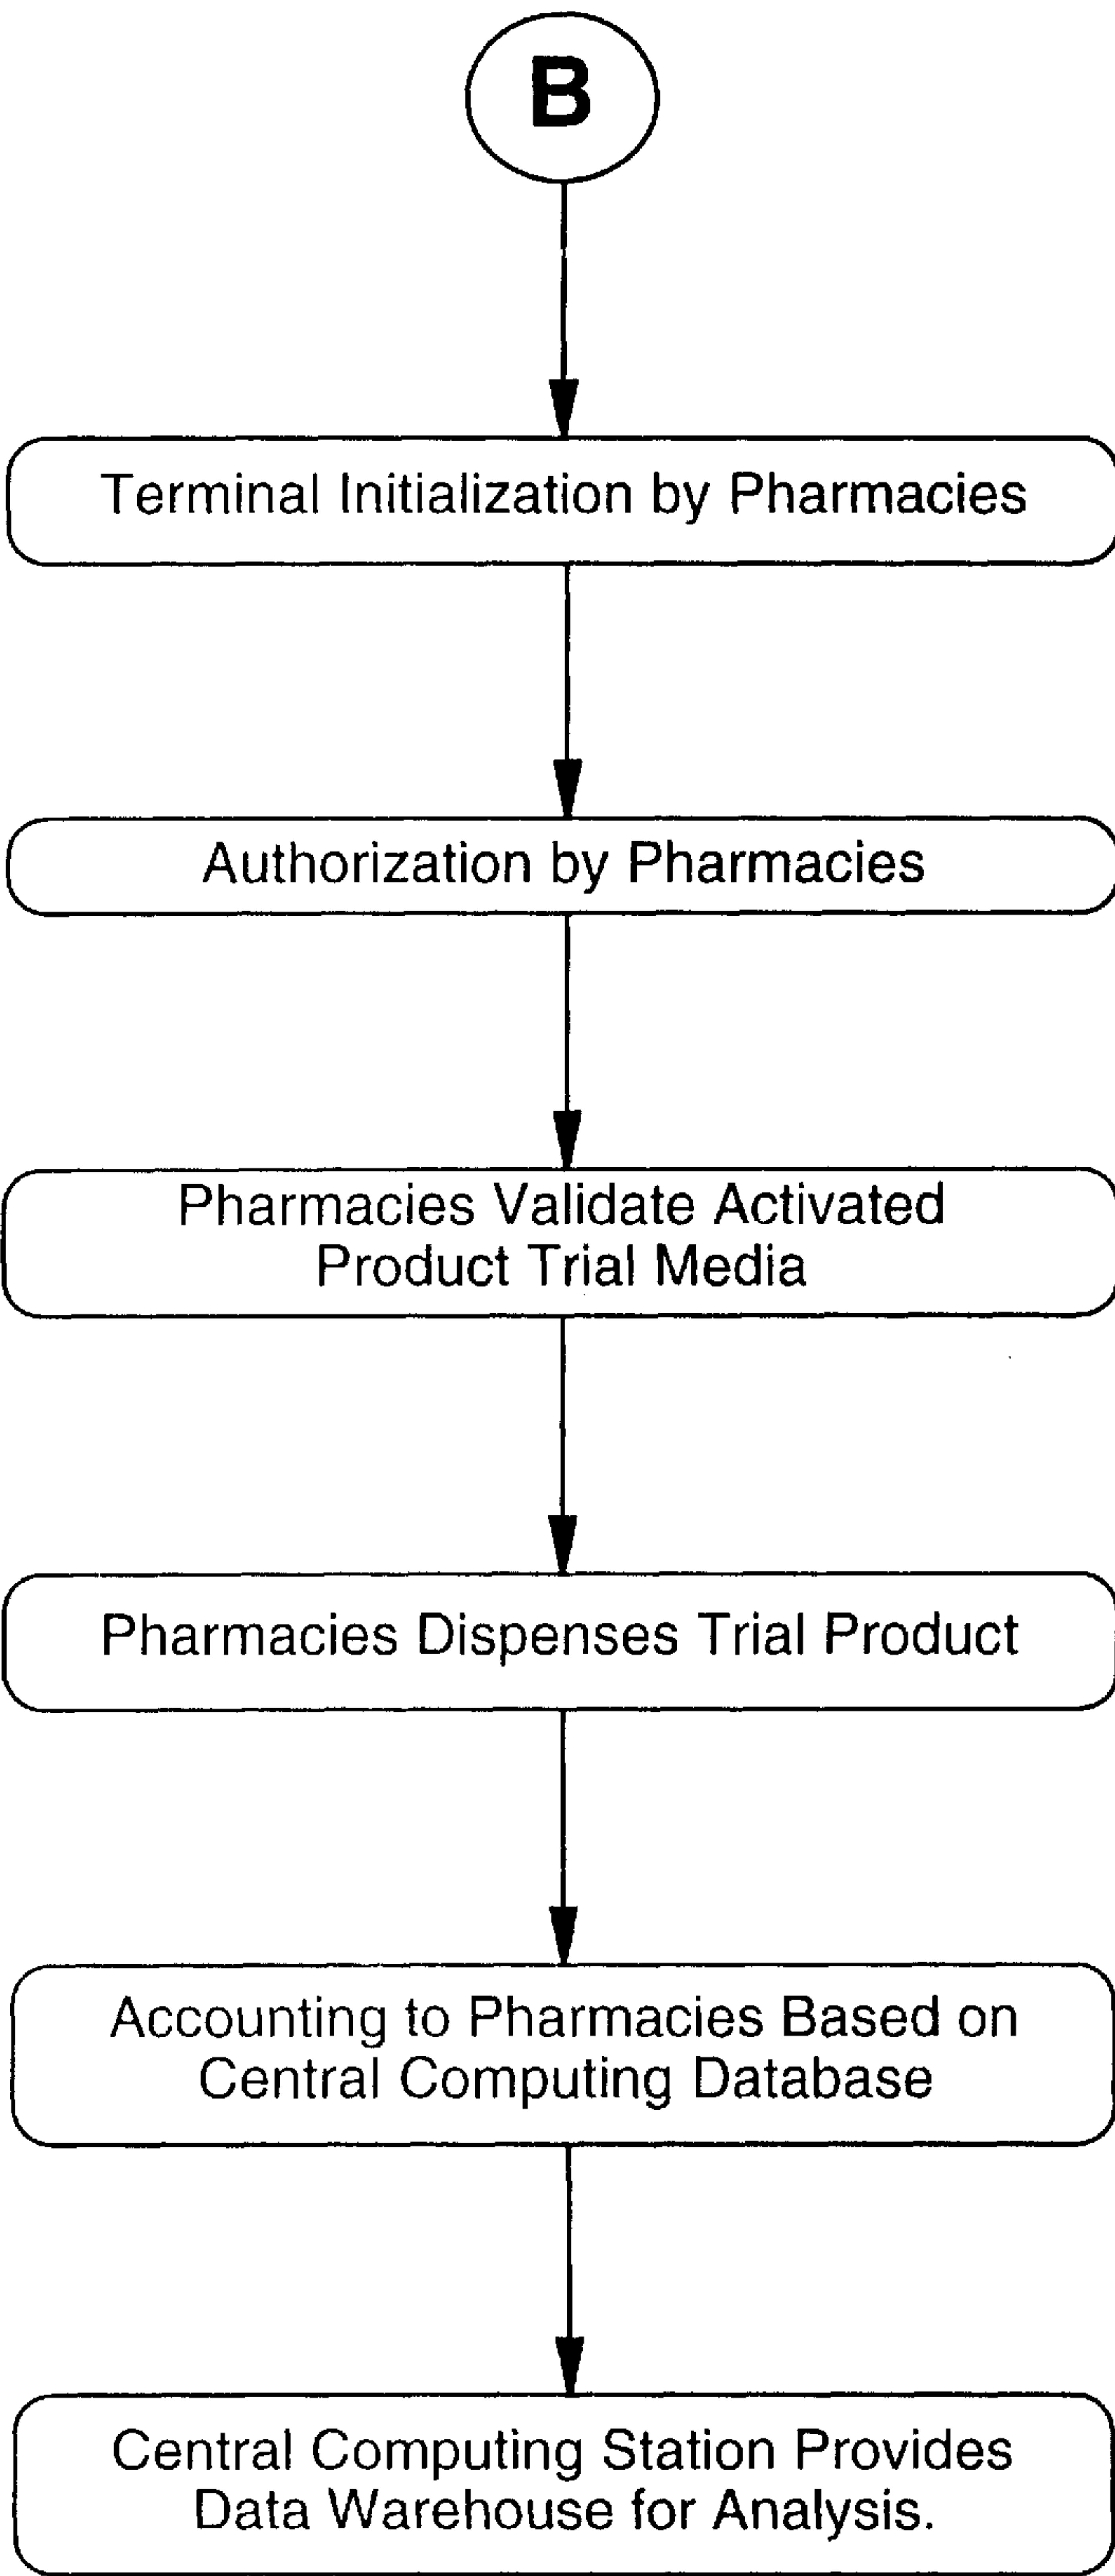 B
Terminal Initialization by Pharmacies
Authorization by Pharmacies
Pharmacies Validate Activated
Product Trial Media
Pharmacies Dispenses Trial Product
Accounting to Pharmacies Based on
Central Computing Database
Central Computing Station Provides
Data Warehouse for Analysis.